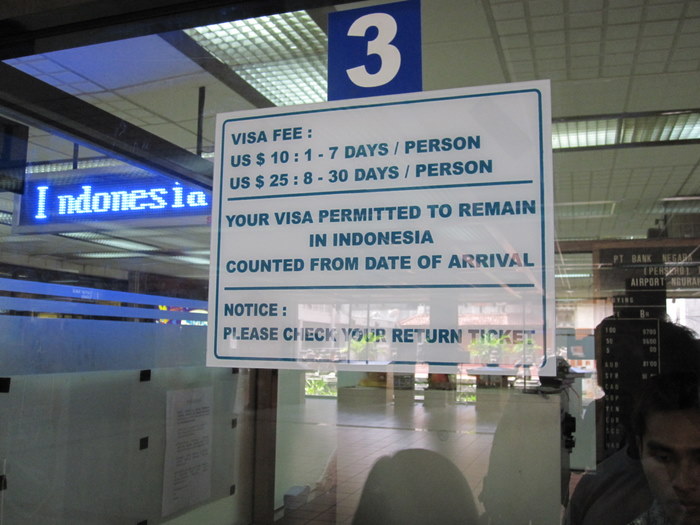 3
VISA FEE :
US $ 10 : 1 - 7 DAYS / PERSON
US $ 25 : 8 - 30 DAYS / PERSON
YOUR VISA PERMITTED TO REMAIN
IN INDONESIA
COUNTED FROM DATE OF ARRIVAL
NOTICE :
PLEASE CHECK YOUR RETURN TICKET
Indonesia
PT. BANK NEGARA
AIRPORT NGURAH